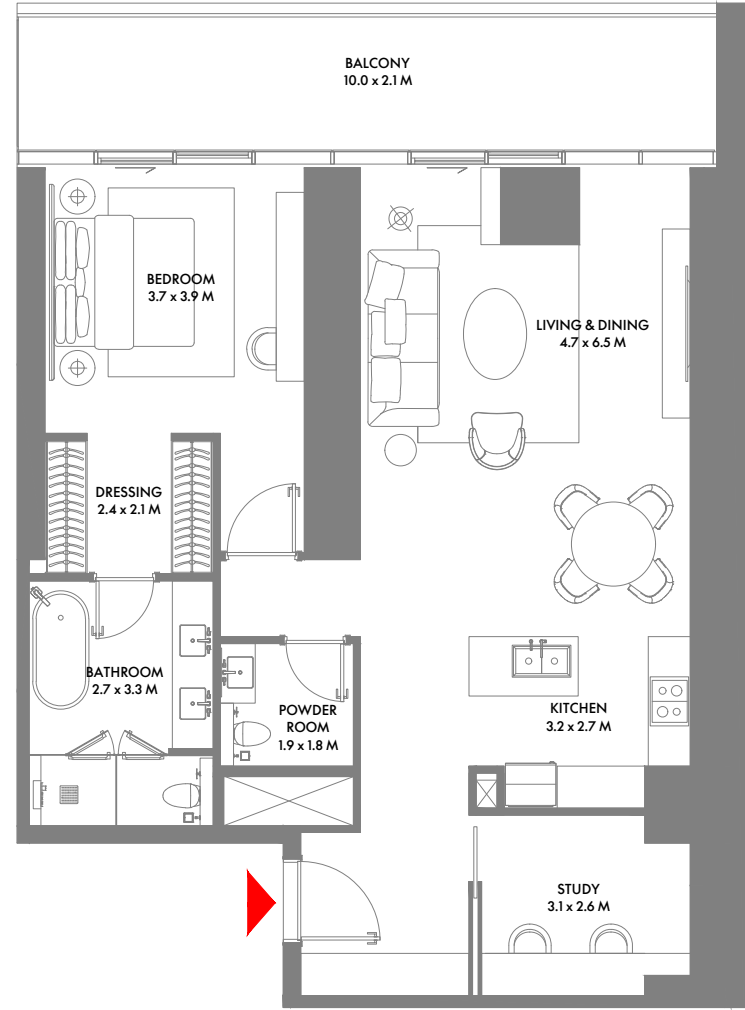 BALCONY
10.0 x 2.1 M
BEDROOM
3.7 x 3.9 M
LIVING & DINING
4.7 x 6.5 M
DRESSING
2.4 x 2.1 M
BATHROOM
2.7 x 3.3 M
POWDER
ROOM
1.9 x 1.8 M
KITCHEN
3.2 x 2.7 M
STUDY
3.1 x 2.6 M